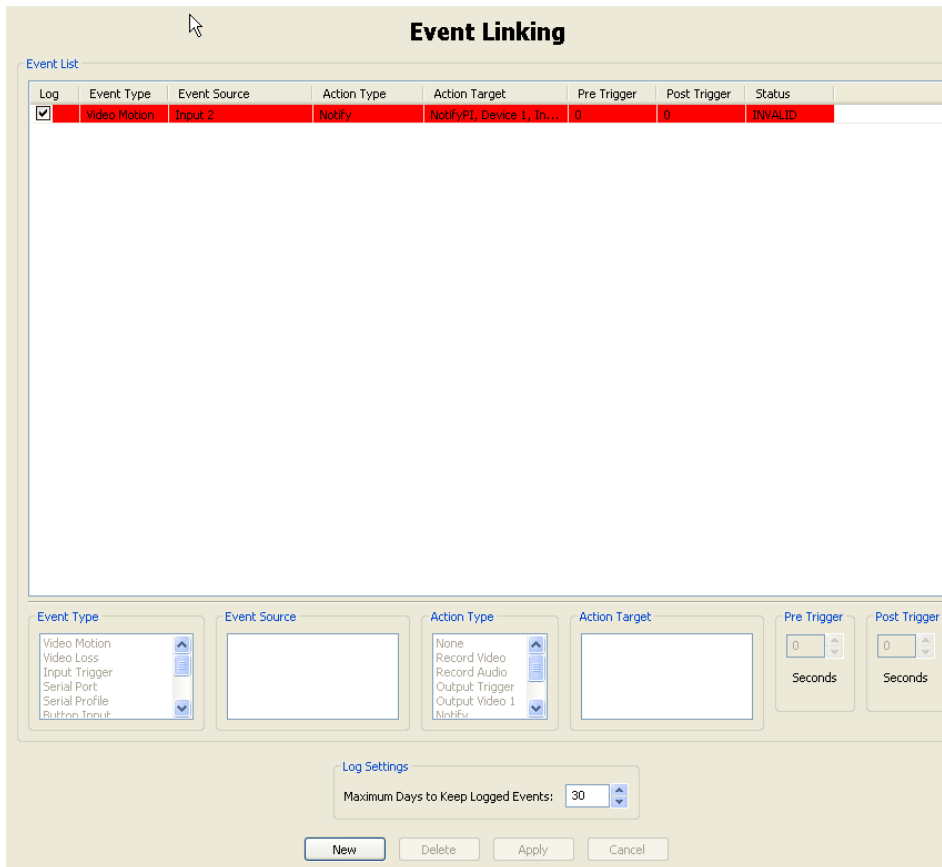 Event Linking
Event List
Log Event Type Event Source Action Type Action Target Pre Trigger Post Trigger Status
Video Motion Input 2 Notify NotifyPI, Device 1, In... 0 0 INVALID
Event Type Event Source Action Type Action Target Pre Trigger Post Trigger
Video Motion
Video Loss
Input Trigger
Serial Port
Serial Profile
Button Input
None
Record Video
Record Audio
Output Trigger
Output Video 1
Notify
0
Seconds
0
Seconds
Log Settings
Maximum Days to Keep Logged Events: 30
New Delete Apply Cancel